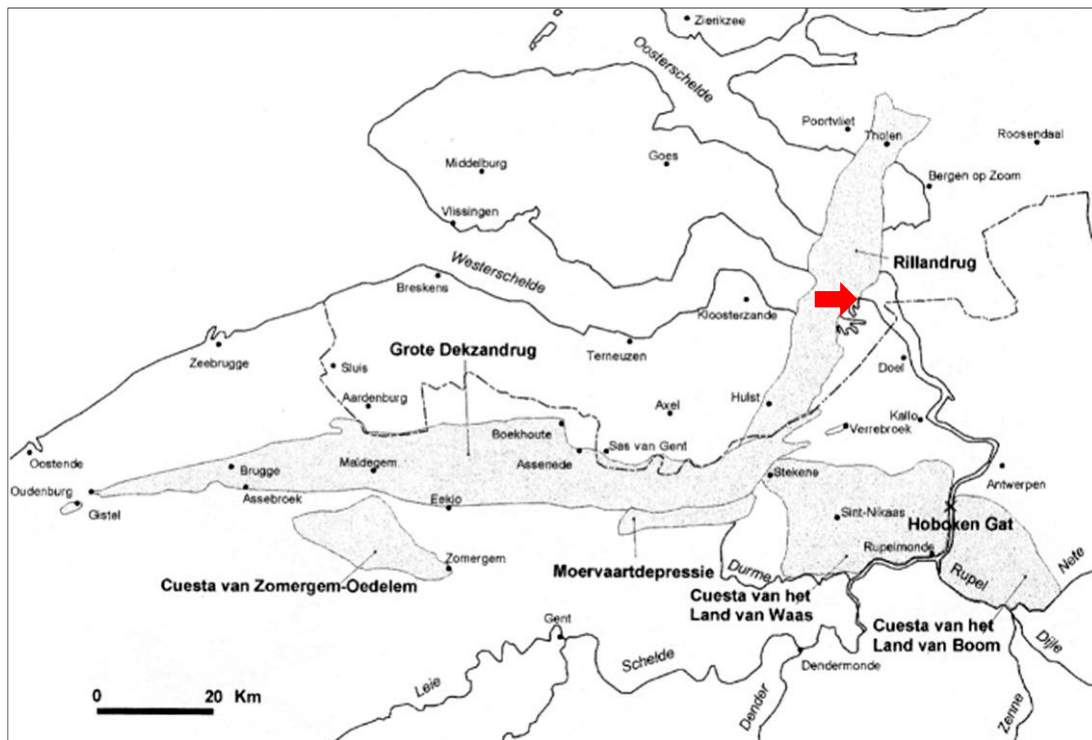 Zierikzee
Oosterschelde
Poortvliet
Tholen
Roosendaal
Middelburg
Goes
Bergen op Zoom
Vlissingen
Rillandrug
Westerschelde
Breskens
Kloosterzande
Zeebrugge
Grote Dekzandrug
Terneuzen
Sluis
Doel
Aardenburg
Axel
Hulst
Kallo
Boekhoute
Verrebroek
Oostende
Brugge
Maldegem
Assenede
Sas van Gent
Stekene
Antwerpen
Oudenburg
Assebroek
Gistel
Eeklo
Sint-Niklaas
Hoboken Gat
Zomergem
Rupelmonde
Moervaartdepressie
Durme
Rupel
Nete
Cuesta van Zomergem-Oedelem
Cuesta van het
Land van Waas
Cuesta van het
Land van Boom
Gent
Schelde
Dijle
Leie
Dendermonde
Dender
Zenne
0 20 Km